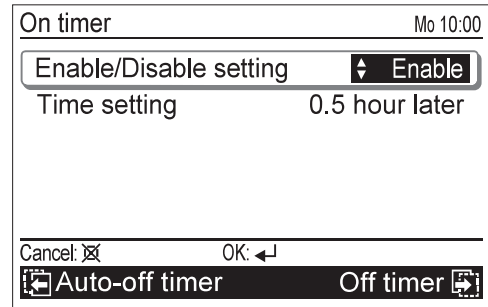 On timer Mo 10:00
Enable/Disable setting Enable
Time setting 0.5 hour later
Cancel: OK:
Auto-off timer Off timer